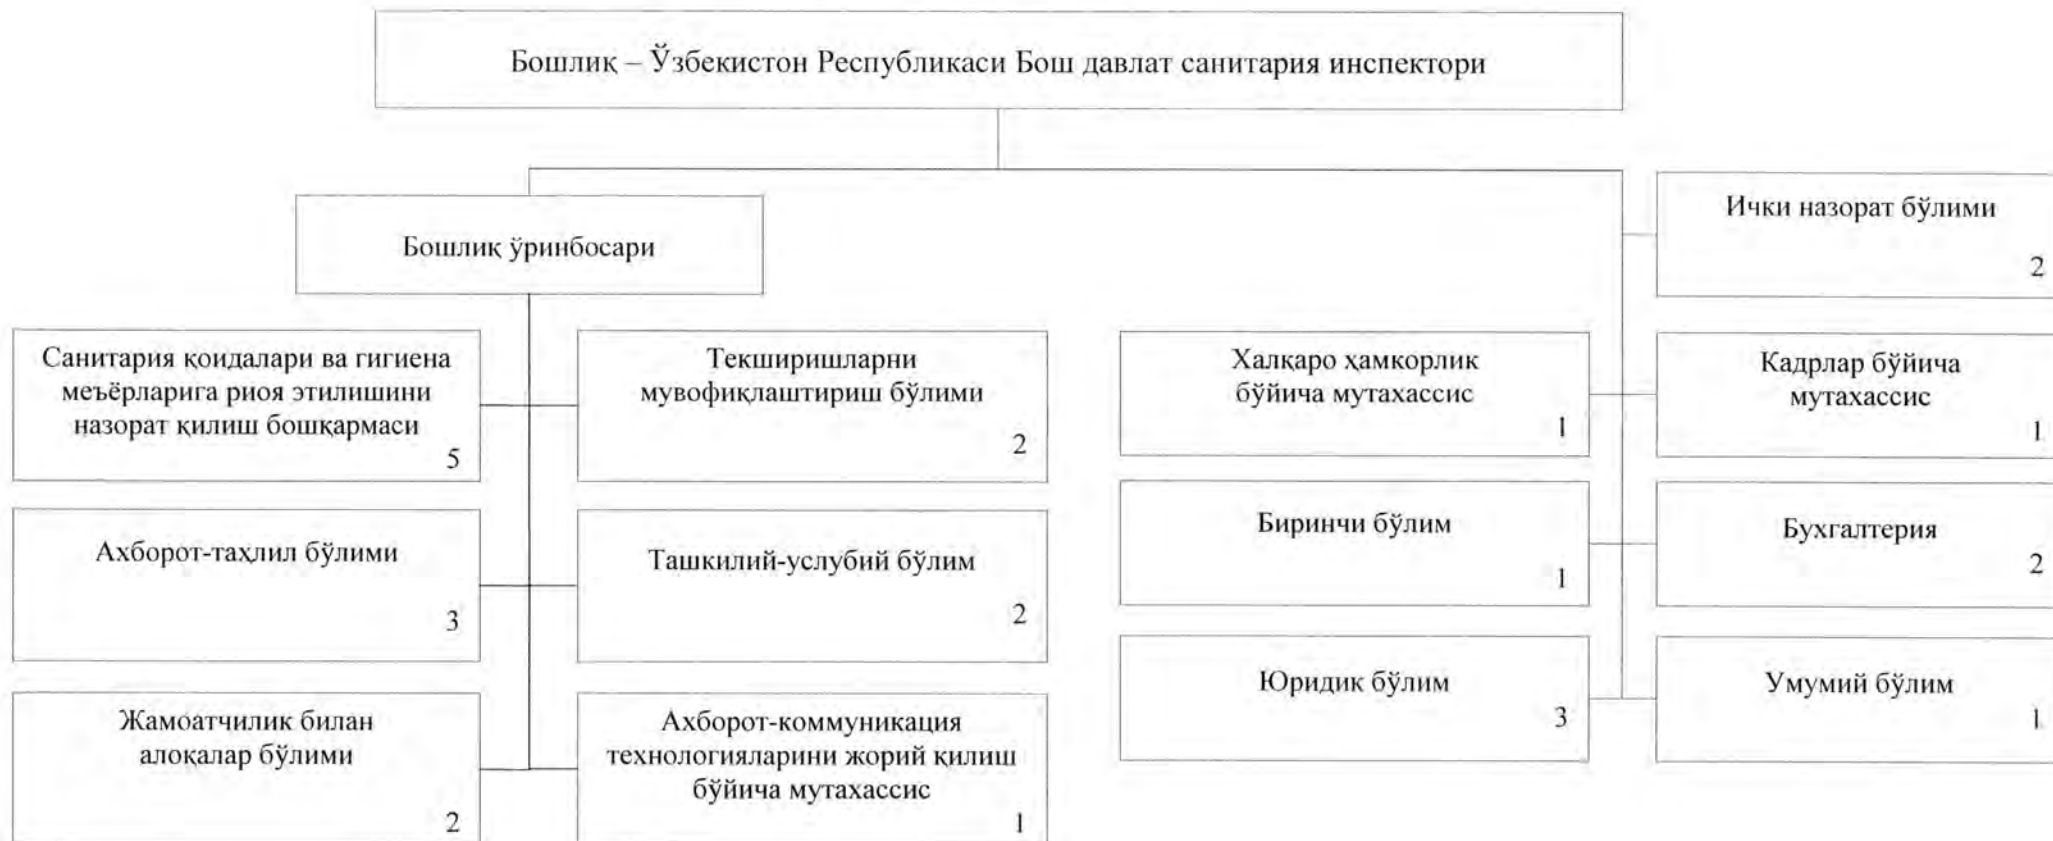 Бошлиқ – Ўзбекистон Республикаси Бош давлат санитария инспектори
Бошлиқ ўринбосари
Ички назорат бўлими
2
Санитария қоидалари ва гигиена
меъёрларига риоя этилишини
назорат қилиш бошқармаси
5
Текширишларни
мувофиқлаштириш бўлими
2
Халқаро ҳамкорлик
бўйича мутахассис
1
Кадрлар бўйича
мутахассис
1
Ахборот-таҳлил бўлими
3
Ташкилий-услубий бўлим
2
Биринчи бўлим
1
Бухгалтерия
2
Юридик бўлим
3
Умумий бўлим
1
Жамоатчилик билан
алоқалар бўлими
2
Ахборот-коммуникация
технологияларини жорий қилиш
бўйича мутахассис
1